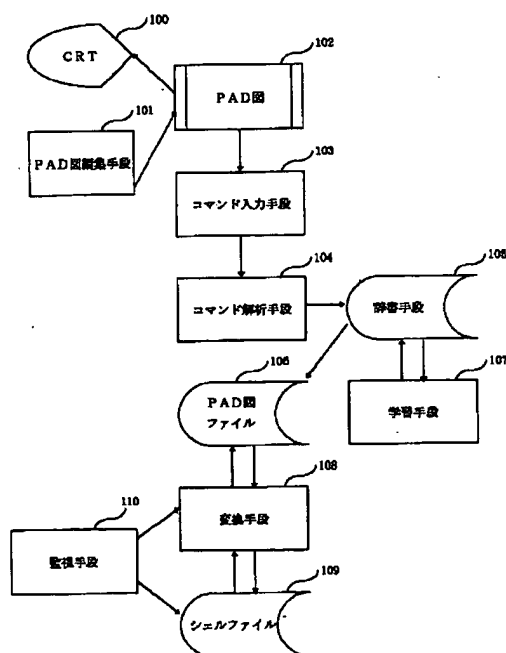 100
CRT
102
PAD図
101
PAD図編集手段
103
コマンド入力手段
104
コマンド解析手段
105
辞書手段
106
PAD図
ファイル
107
学習手段
108
変換手段
110
監視手段
109
シェルファイル